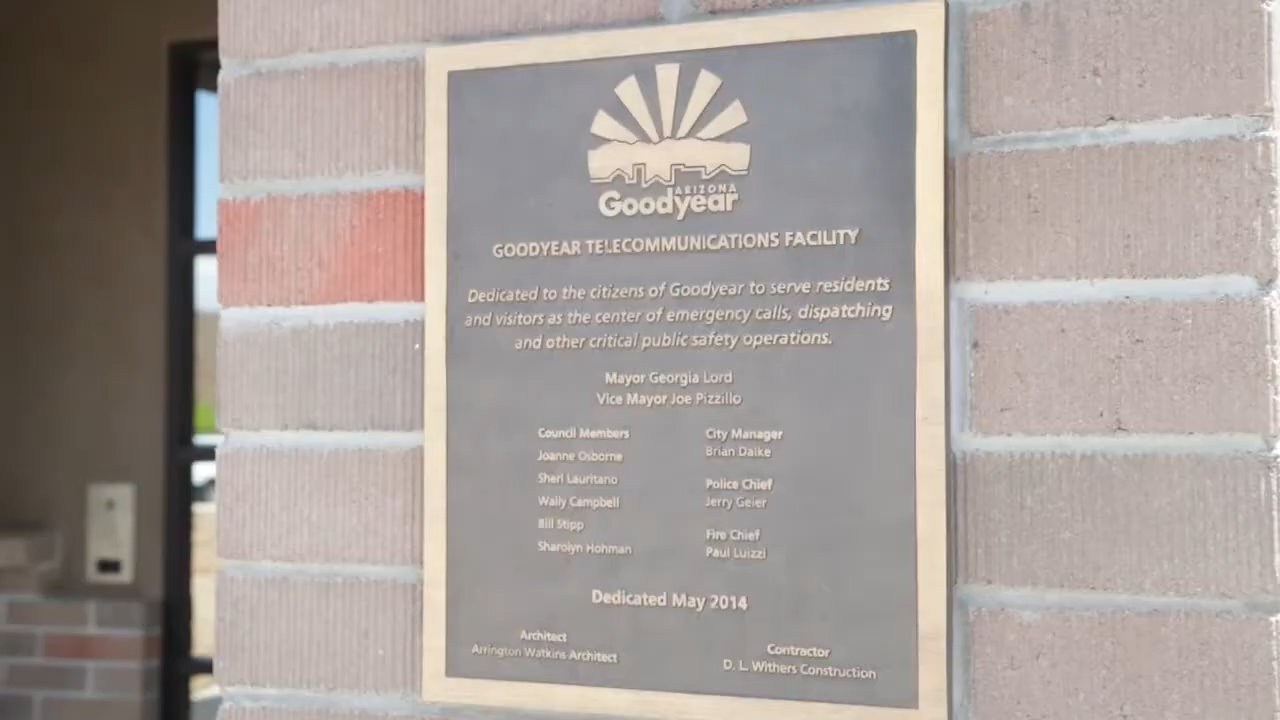 ARIZONA
Goodyear
GOODYEAR TELECOMMUNICATIONS FACILITY
Dedicated to the citizens of Goodyear to serve residents
and visitors as the center of emergency calls, dispatching
and other critical public safety operations.
Mayor Georgia Lord
Vice Mayor Joe Pizzillo
Council Members
Joanne Osborne
Sheri Lauritano
Wally Campbell
Bill Stipp
Sharolyn Hohman
City Manager
Brian Dalke
Police Chief
Jerry Geier
Fire Chief
Paul Luizzi
Dedicated May 2014
Architect
Arrington Watkins Architect
Contractor
D. L. Withers Construction